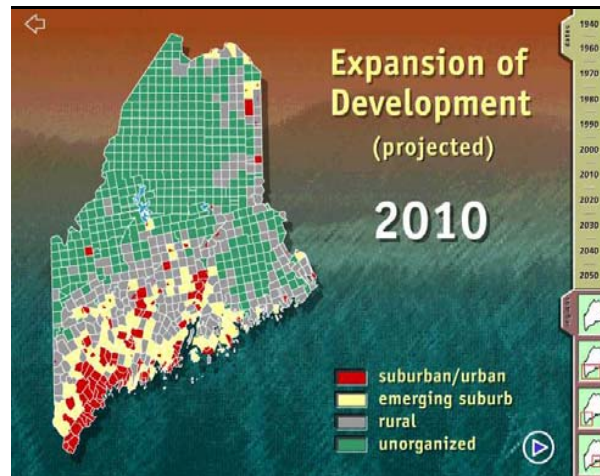 Expansion of
Development
(projected)
2010
suburban/urban
emerging suburb
rural
unorganized
dates
1940
1960
1970
1980
1990
2000
2010
2020
2030
2040
2050